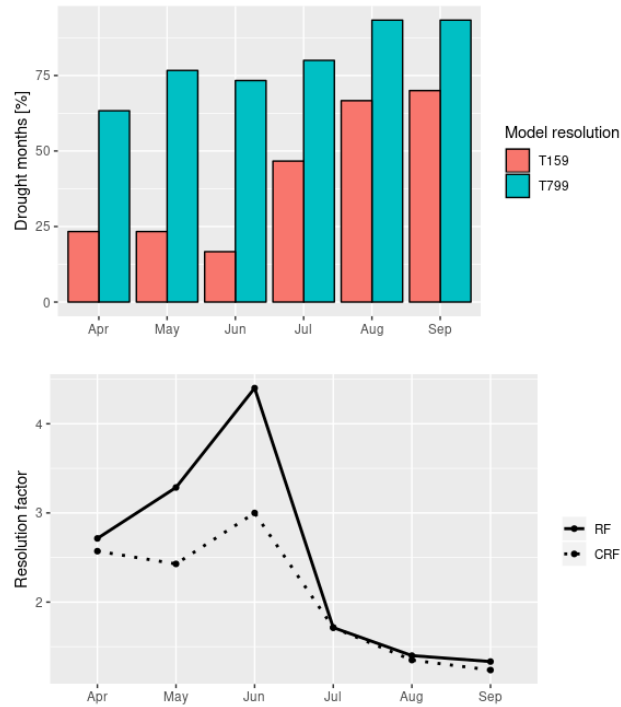 Drought months [%]
75
50
25
0
Apr May Jun Jul Aug Sep
Model resolution
T159
T799
Resolution factor
4
3
2
Apr May Jun Jul Aug Sep
RF
CRF